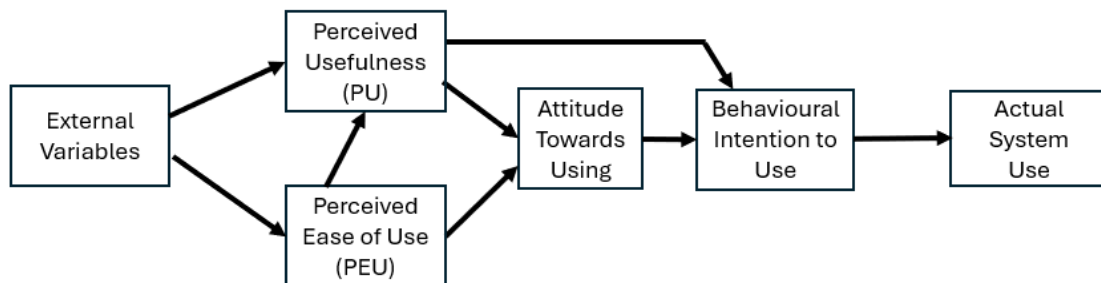 External
Variables
Perceived
Usefulness
(PU)
Perceived
Ease of Use
(PEU)
Attitude
Towards
Using
Behavioural
Intention to
Use
Actual
System
Use